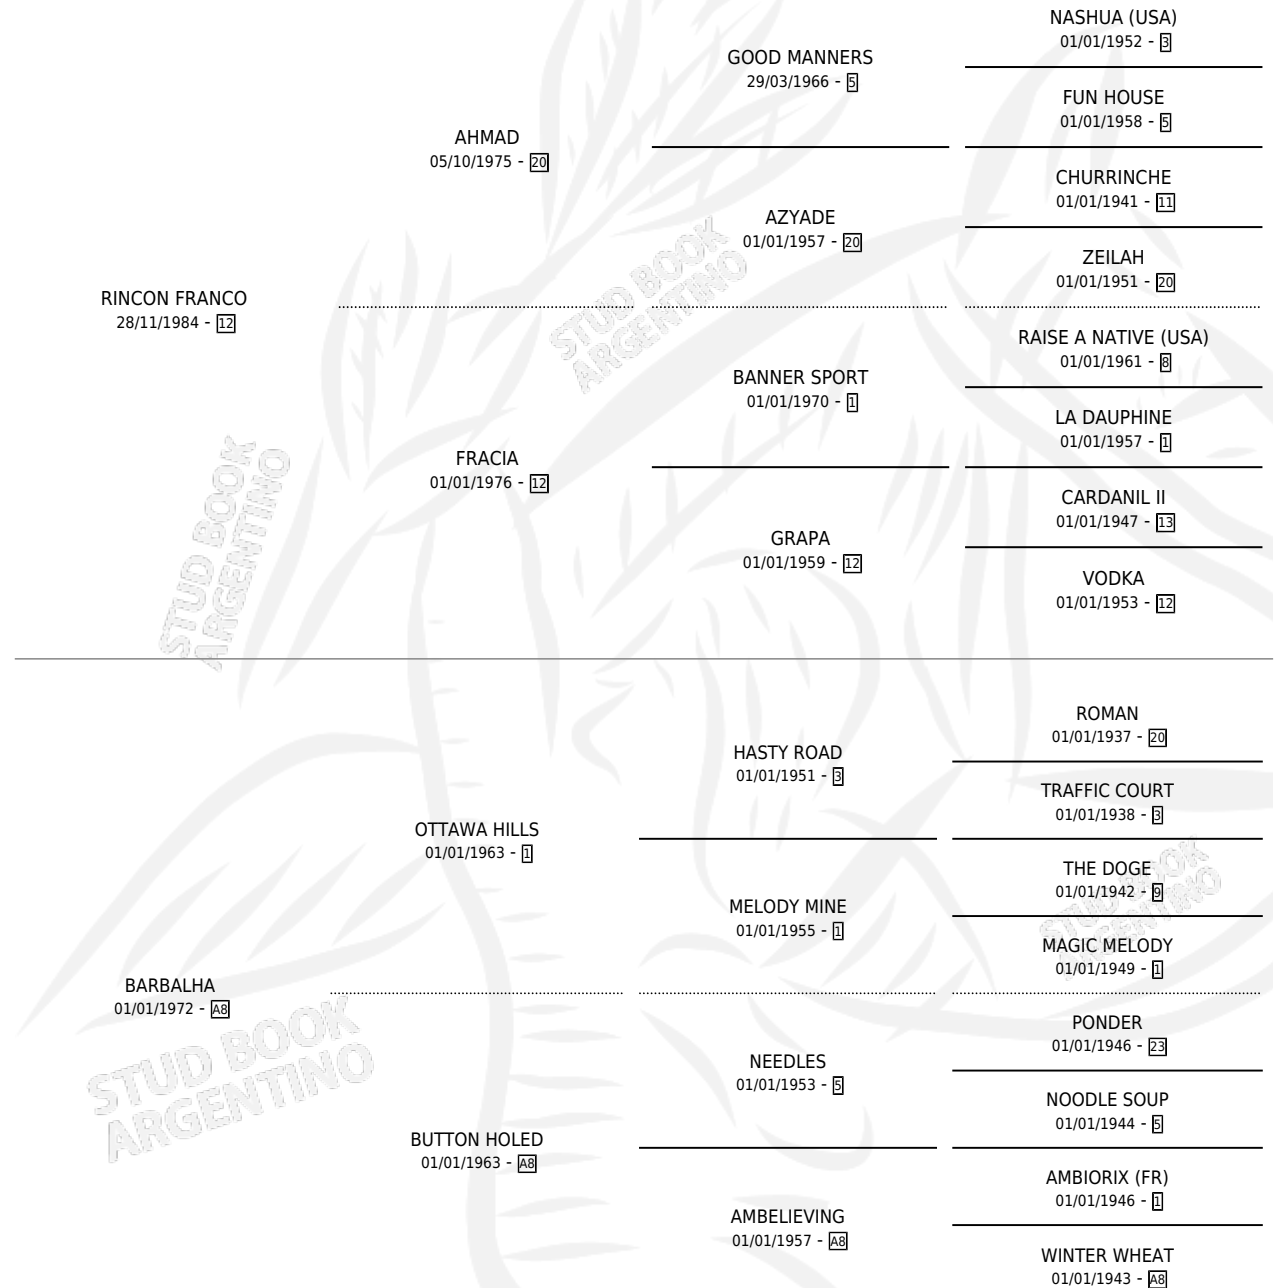 NASHUA (USA)
01/01/1952 - 3
GOOD MANNERS
29/03/1966 - 5
FUN HOUSE
01/01/1958 - 5
AHMAD
05/10/1975 - 20
CHURRINCHE
01/01/1941 - 11
AZYADE
01/01/1957 - 20
ZEILAH
01/01/1951 - 20
RINCON FRANCO
28/11/1984 - 12
STUD BOOK
ARGENTINO
RAISE A NATIVE (USA)
01/01/1961 - 8
BANNER SPORT
01/01/1970 - 1
LA DAUPHINE
01/01/1957 - 1
FRACIA
01/01/1976 - 12
CARDANIL II
01/01/1947 - 13
GRAPA
01/01/1959 - 12
VODKA
01/01/1953 - 12
STUD BOOK
ARGENTINO
ROMAN
01/01/1937 - 20
HASTY ROAD
01/01/1951 - 3
TRAFFIC COURT
01/01/1938 - 3
OTTAWA HILLS
01/01/1963 - 1
THE DOGE
01/01/1942 - 9
MELODY MINE
01/01/1955 - 1
MAGIC MELODY
01/01/1949 - 1
STUD BOOK
ARGENTINO
BARBALHA
01/01/1972 - A8
PONDER
01/01/1946 - 23
NEEDLES
01/01/1953 - 5
NOODLE SOUP
01/01/1944 - 5
STUD BOOK
ARGENTINO
BUTTON HOLED
01/01/1963 - A8
AMBIORIX (FR)
01/01/1946 - 1
AMBELIEVING
01/01/1957 - A8
WINTER WHEAT
01/01/1943 - A8